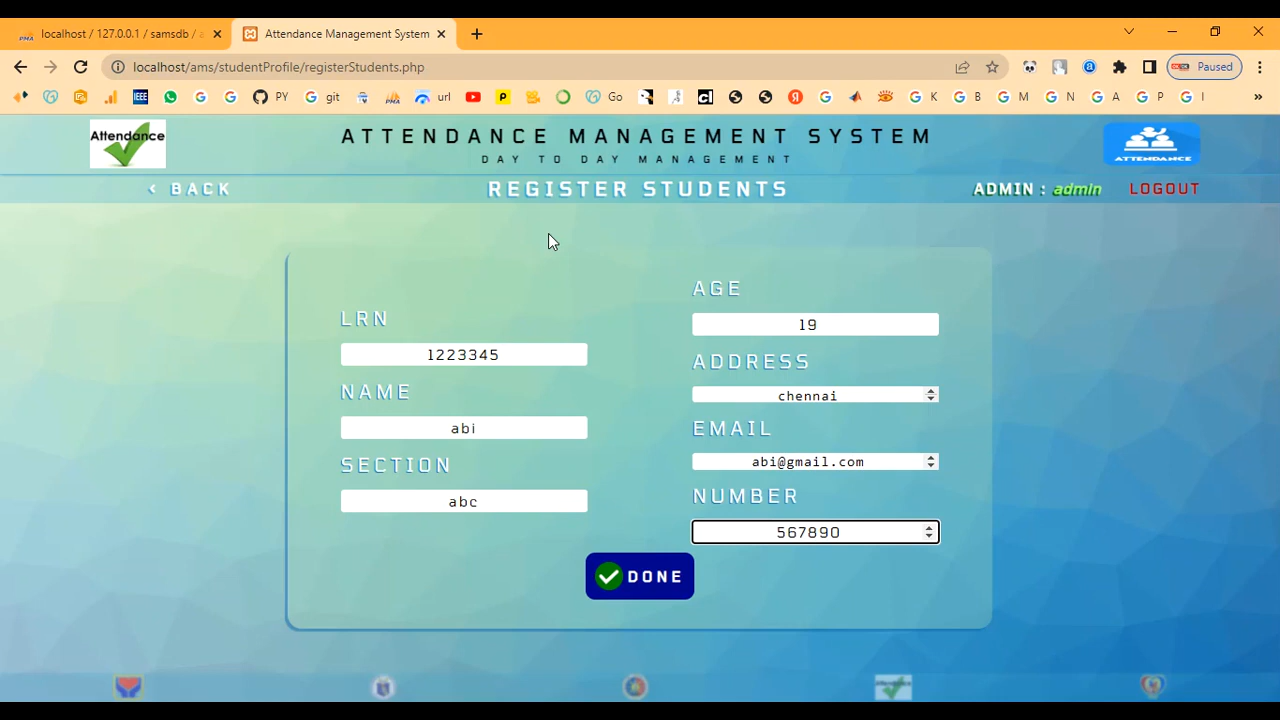 localhost / 127.0.0.1 / samsdb /
Attendance Management System
localhost/ams/studentProfile/registerStudents.php
Paused
IEEE
PY
git
url
Go
K
B
M
N
A
P
I
»
Attendance
ATTENDANCE MANAGEMENT SYSTEM
DAY TO DAY MANAGEMENT
ATTENDANCE
< BACK
REGISTER STUDENTS
ADMIN : admin
LOGOUT
LRN
1223345
NAME
abi
SECTION
abc
AGE
19
ADDRESS
chennai
EMAIL
abi@gmail.com
NUMBER
567890
DONE